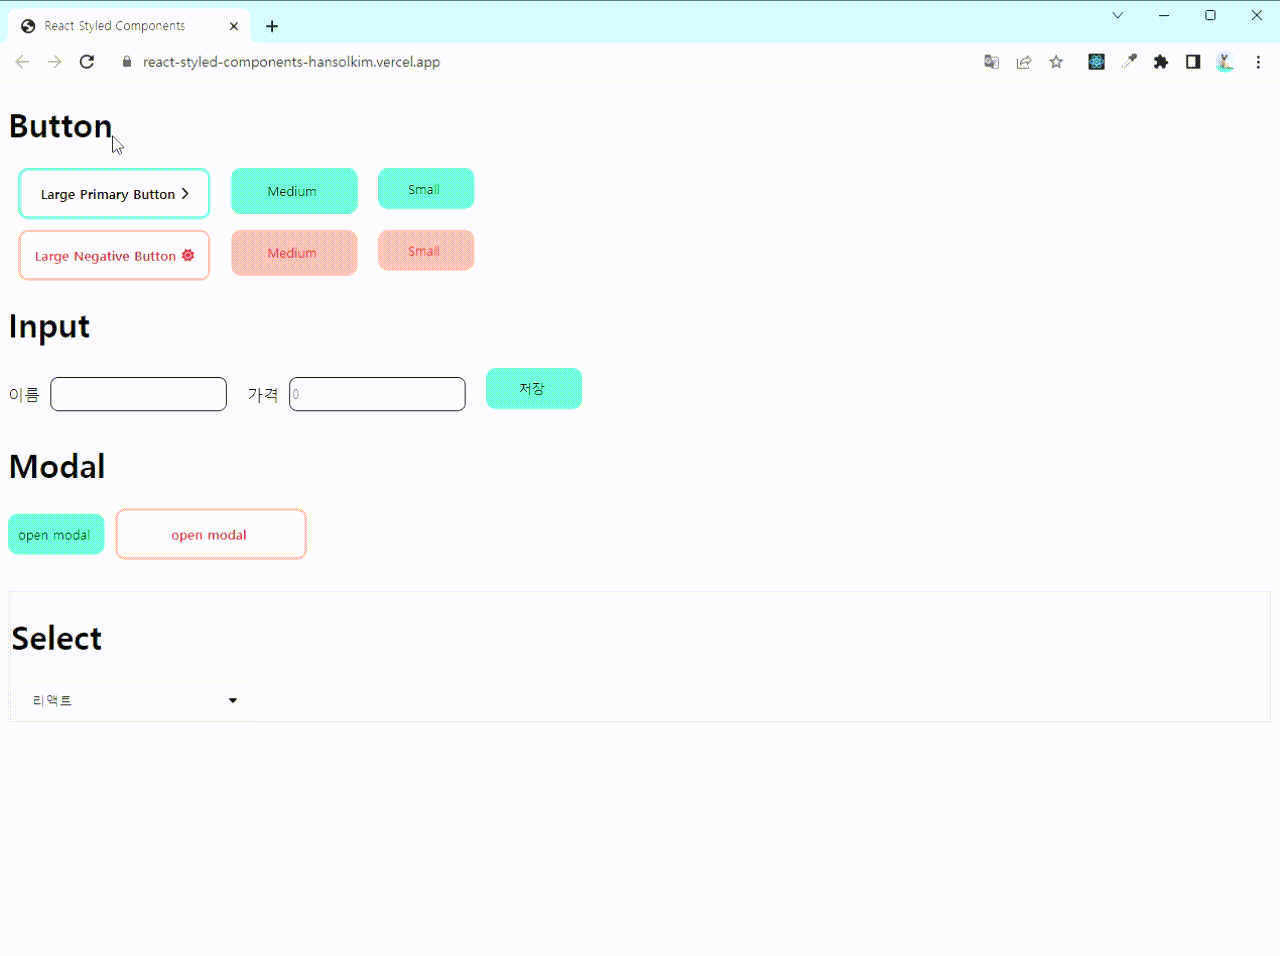 React Styled Components
react-styled-components-hansolkim.vercel.app
Button
Large Primary Button Medium Small
Large Negative Button Medium Small
Input
이름 가격 0 저장
Modal
open modal open modal
Select
리액트